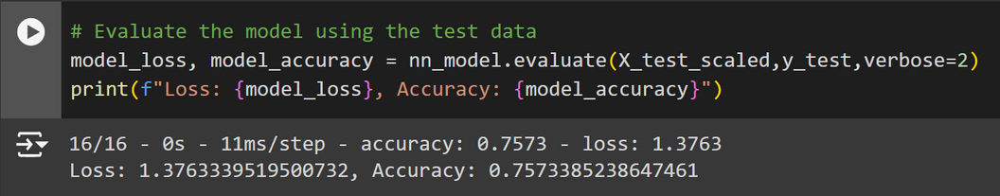 # Evaluate the model using the test data
model_loss, model_accuracy = nn_model.evaluate(X_test_scaled,y_test,verbose=2)
print(f"Loss: {model_loss}, Accuracy: {model_accuracy}")
16/16 - 0s - 11ms/step - accuracy: 0.7573 - loss: 1.3763
Loss: 1.3763339519500732, Accuracy: 0.7573385238647461